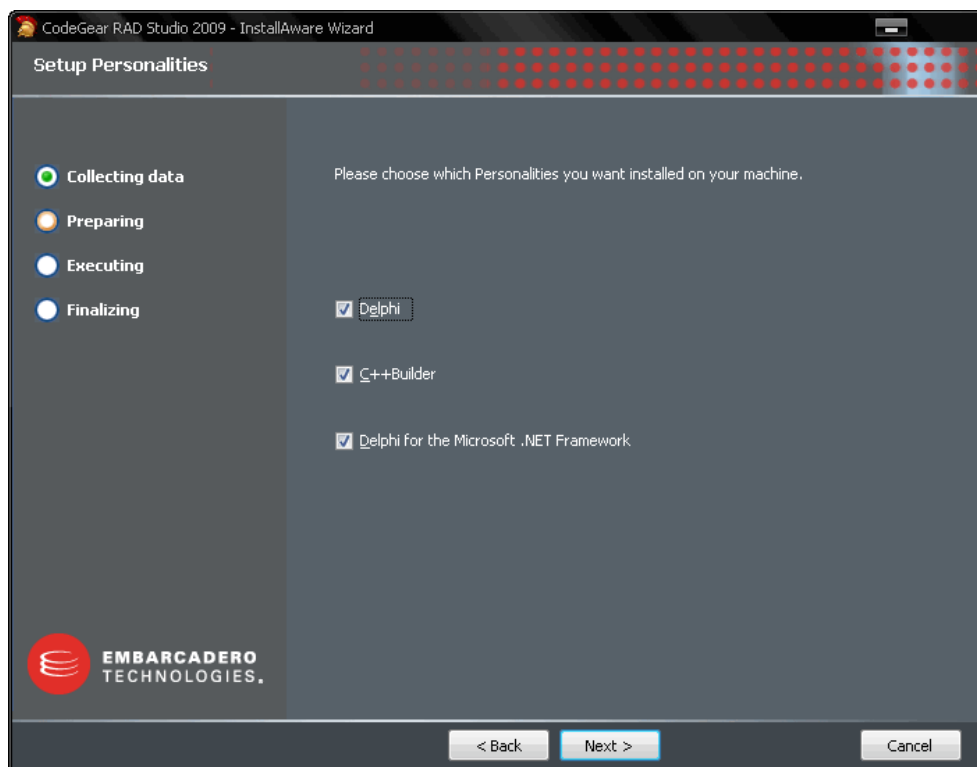 CodeGear RAD Studio 2009 - InstallAware Wizard
Setup Personalities
Collecting data
Preparing
Executing
Finalizing
Please choose which Personalities you want installed on your machine.
Delphi
C++Builder
Delphi for the Microsoft .NET Framework
EMBARCADERO
TECHNOLOGIES.
< Back
Next >
Cancel